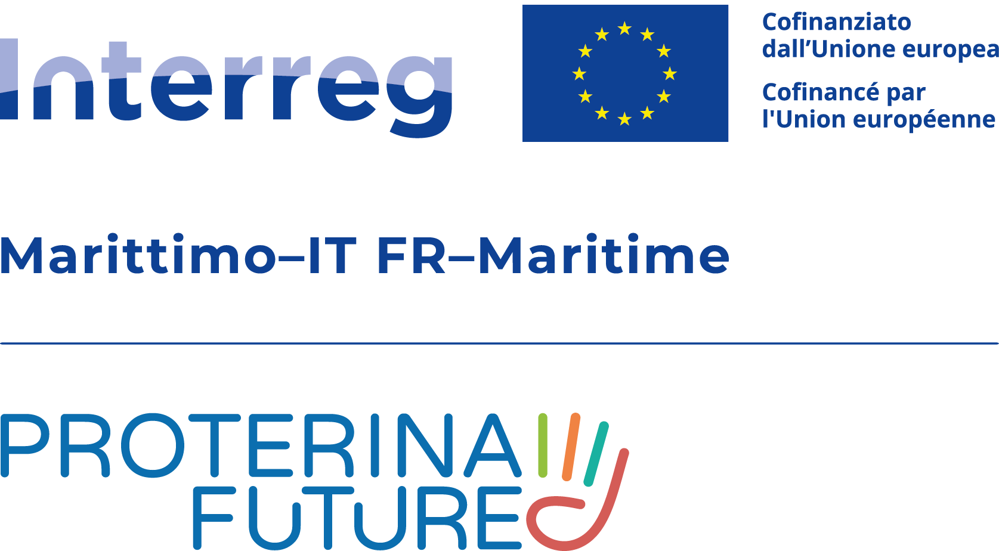 Interreg
Cofinanziato
dall’Unione europea
Cofinancé par
l'Union européenne
Marittimo–IT FR–Maritime
PROTERINA
FUTURE